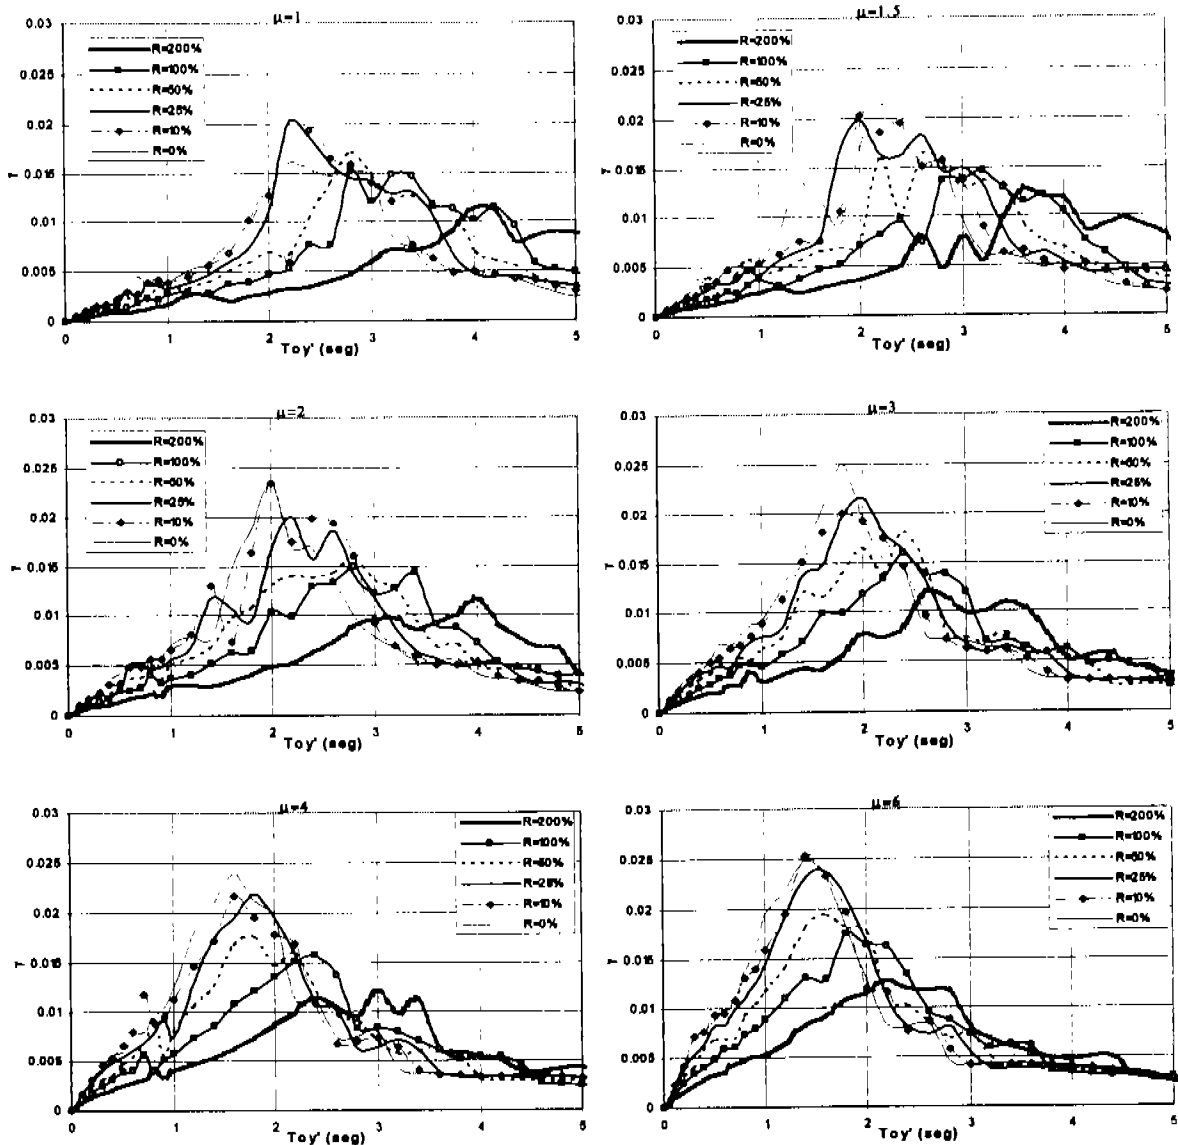 μ=1
0.03
0.025
0.02
0.015
0.01
0.005
0
γ
R=200%
R=100%
R=50%
R=25%
R=10%
R=0%
0 1 2 3 4 5
Toy' (seg)
μ=1.5
0.03
0.025
0.02
0.015
0.01
0.005
0
γ
R=200%
R=100%
R=50%
R=25%
R=10%
R=0%
0 1 2 3 4 5
Toy' (seg)
μ=2
0.03
0.025
0.02
0.015
0.01
0.005
0
γ
R=200%
R=100%
R=50%
R=25%
R=10%
R=0%
0 1 2 3 4 5
Toy' (seg)
μ=3
0.03
0.025
0.02
0.015
0.01
0.005
0
γ
R=200%
R=100%
R=50%
R=25%
R=10%
R=0%
0 1 2 3 4 5
Toy' (seg)
μ=4
0.03
0.025
0.02
0.015
0.01
0.005
0
γ
R=200%
R=100%
R=50%
R=25%
R=10%
R=0%
0 1 2 3 4 5
Toy' (seg)
μ=6
0.03
0.025
0.02
0.015
0.01
0.005
0
γ
R=200%
R=100%
R=50%
R=25%
R=10%
R=0%
0 1 2 3 4 5
Toy' (seg)